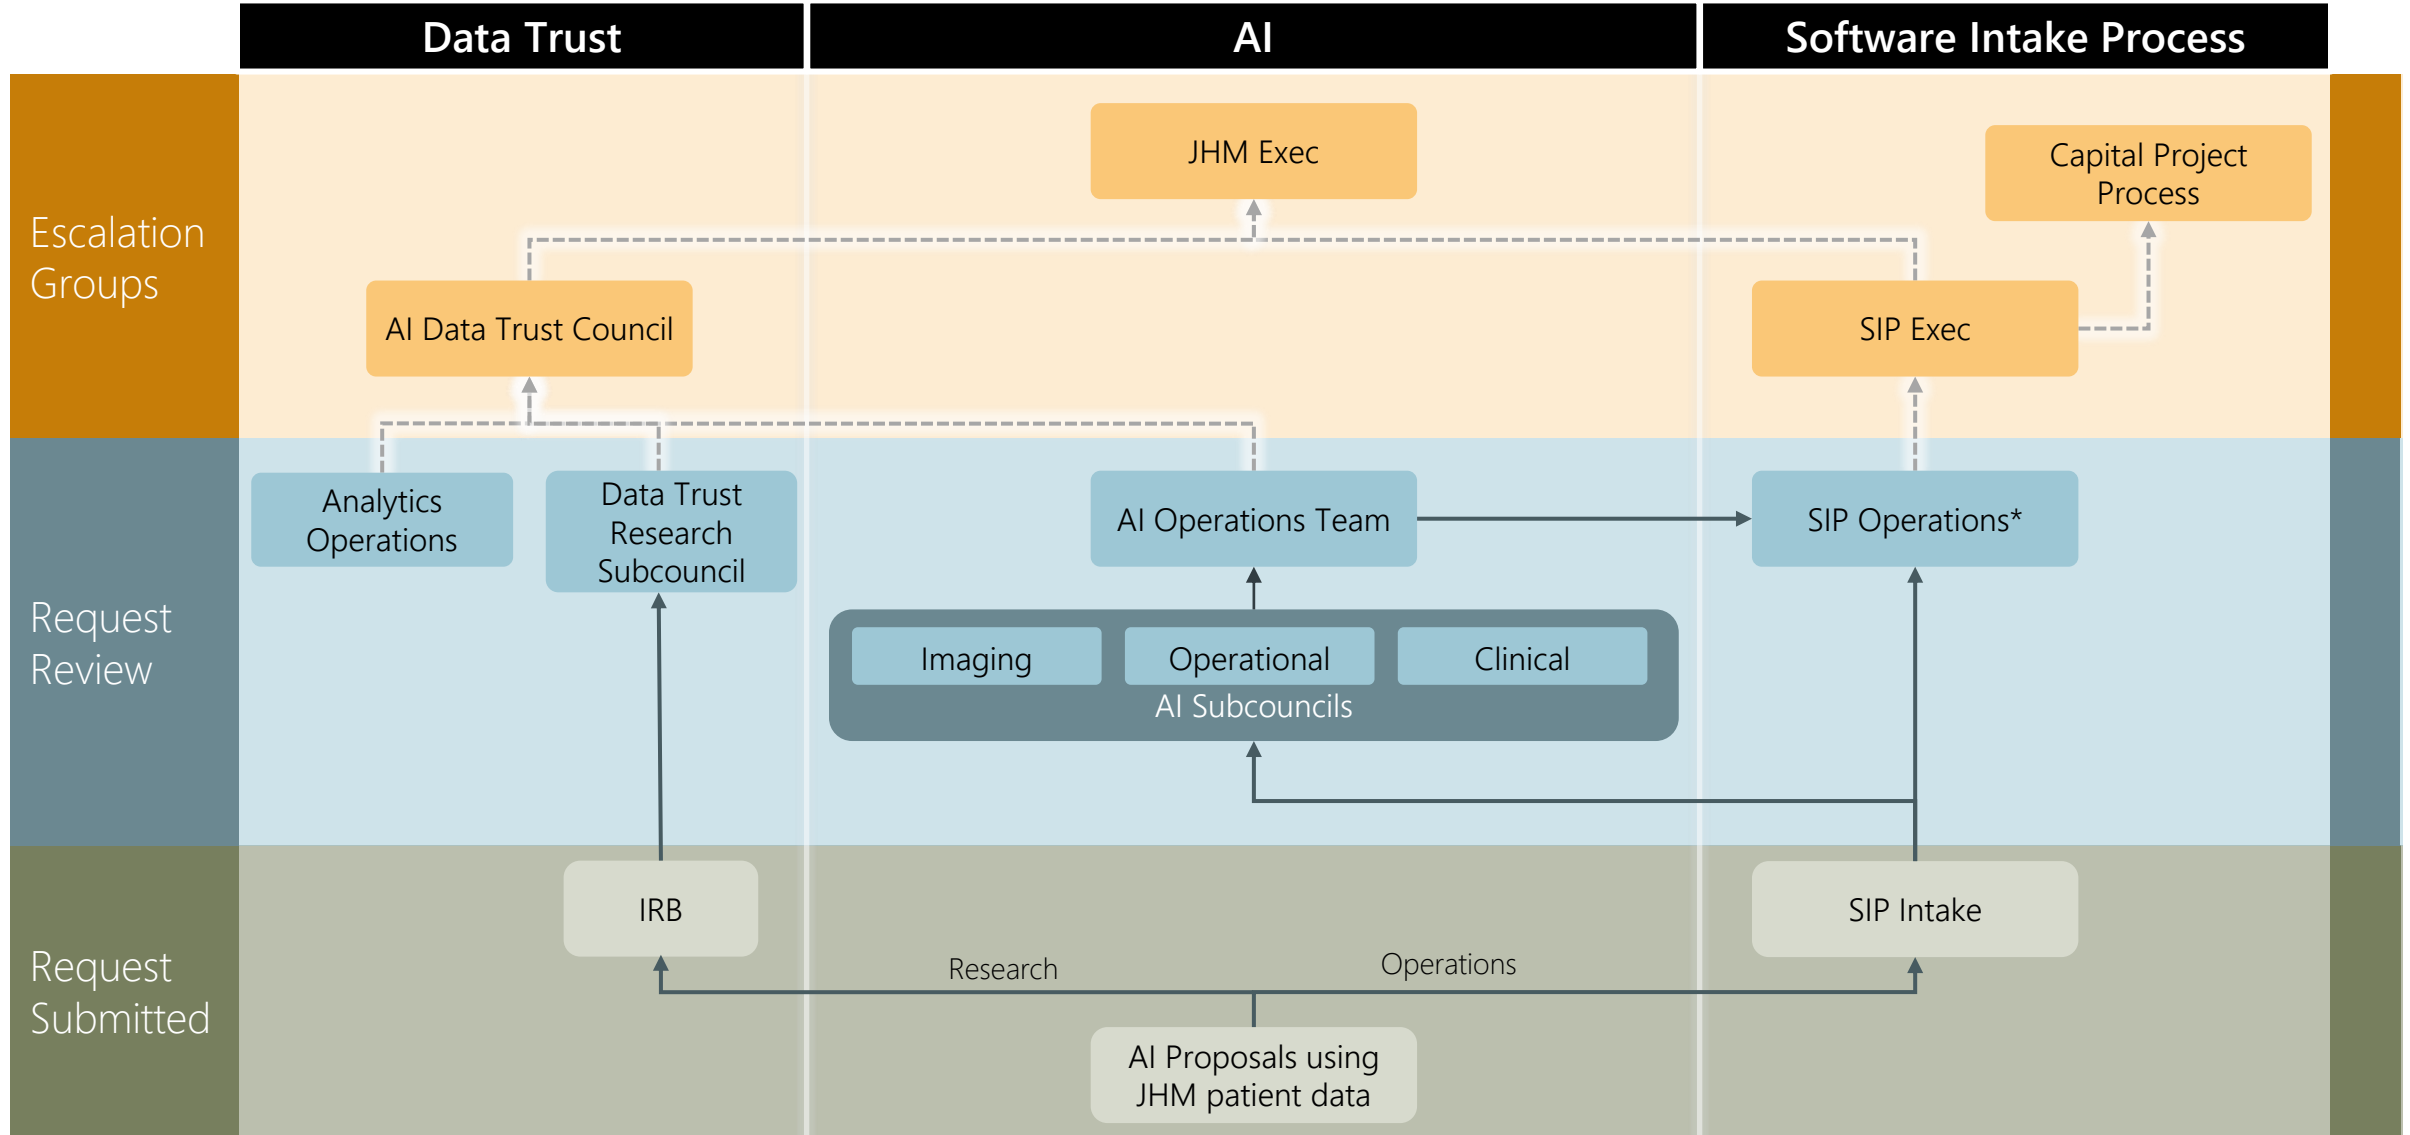 Data Trust
AI
Software Intake Process
Escalation
Groups
JHM Exec
Capital Project
Process
AI Data Trust Council
SIP Exec
Request
Review
Analytics
Operations
Data Trust
Research
Subcouncil
AI Operations Team
SIP Operations*
Imaging
Operational
Clinical
AI Subcouncils
Request
Submitted
IRB
SIP Intake
Research
Operations
AI Proposals using
JHM patient data